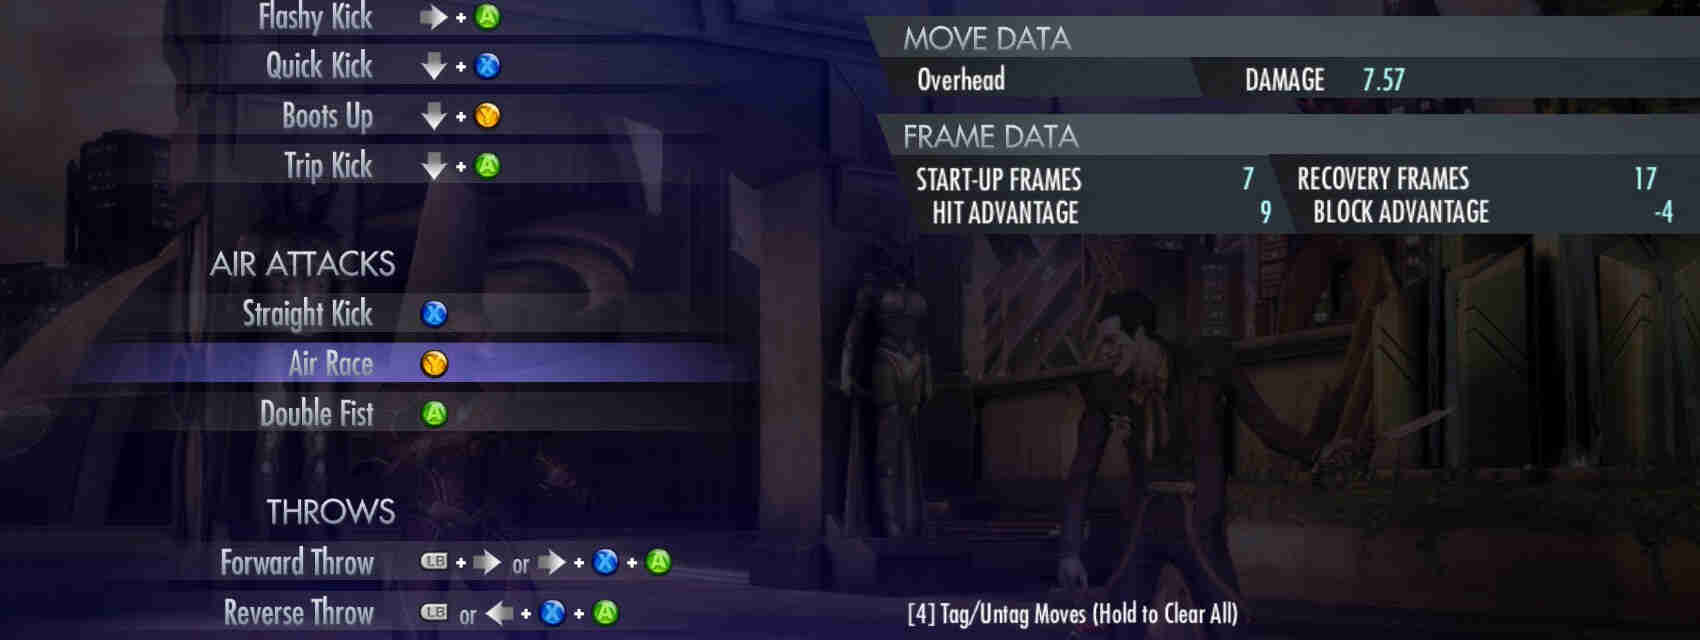 Flashy Kick + A
Quick Kick + X
Boots Up + Y
Trip Kick + A
AIR ATTACKS
Straight Kick X
Air Race Y
Double Fist A
THROWS
Forward Throw LB + or + X + A
Reverse Throw LB or + X + A
MOVE DATA
Overhead DAMAGE 7.57
FRAME DATA
START-UP FRAMES 7 RECOVERY FRAMES 17
HIT ADVANTAGE 9 BLOCK ADVANTAGE -4
[4] Tag/Untag Moves (Hold to Clear All)